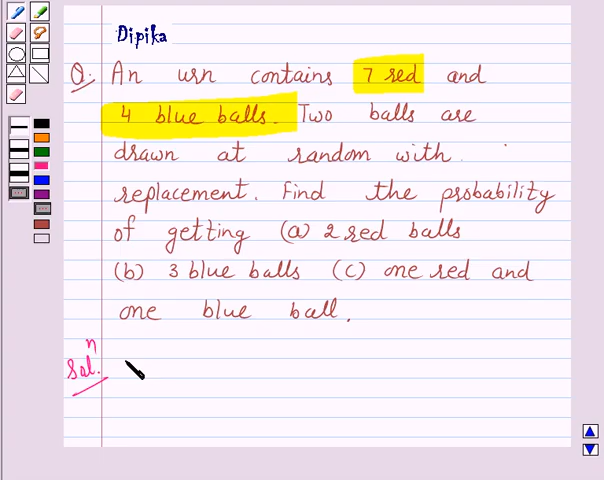 Dipika
Q. An urn contains 7 red and
4 blue balls. Two balls are
drawn at random with
replacement. Find the probability
of getting (a) 2 red balls
(b) 3 blue balls (c) one red and
one blue ball.
Solⁿ.